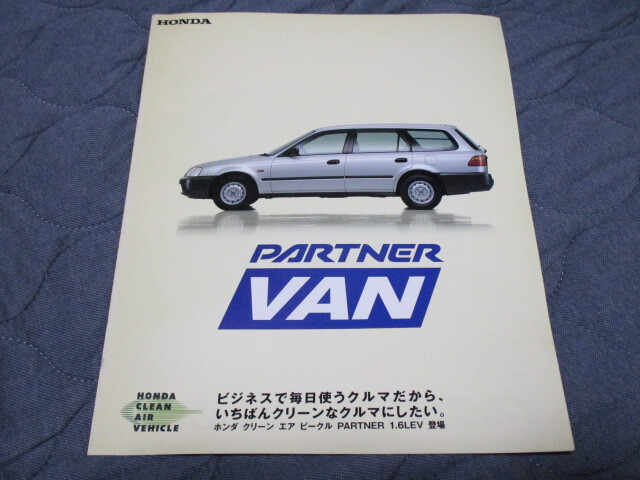 HONDA
PARTNER
VAN
HONDA
CLEAN
AIR
VEHICLE
ビジネスで毎日使うクルマだから、
いちばんクリーンなクルマにしたい。
ホンダ クリーン エア ビークル PARTNER 1.6LEV 登場